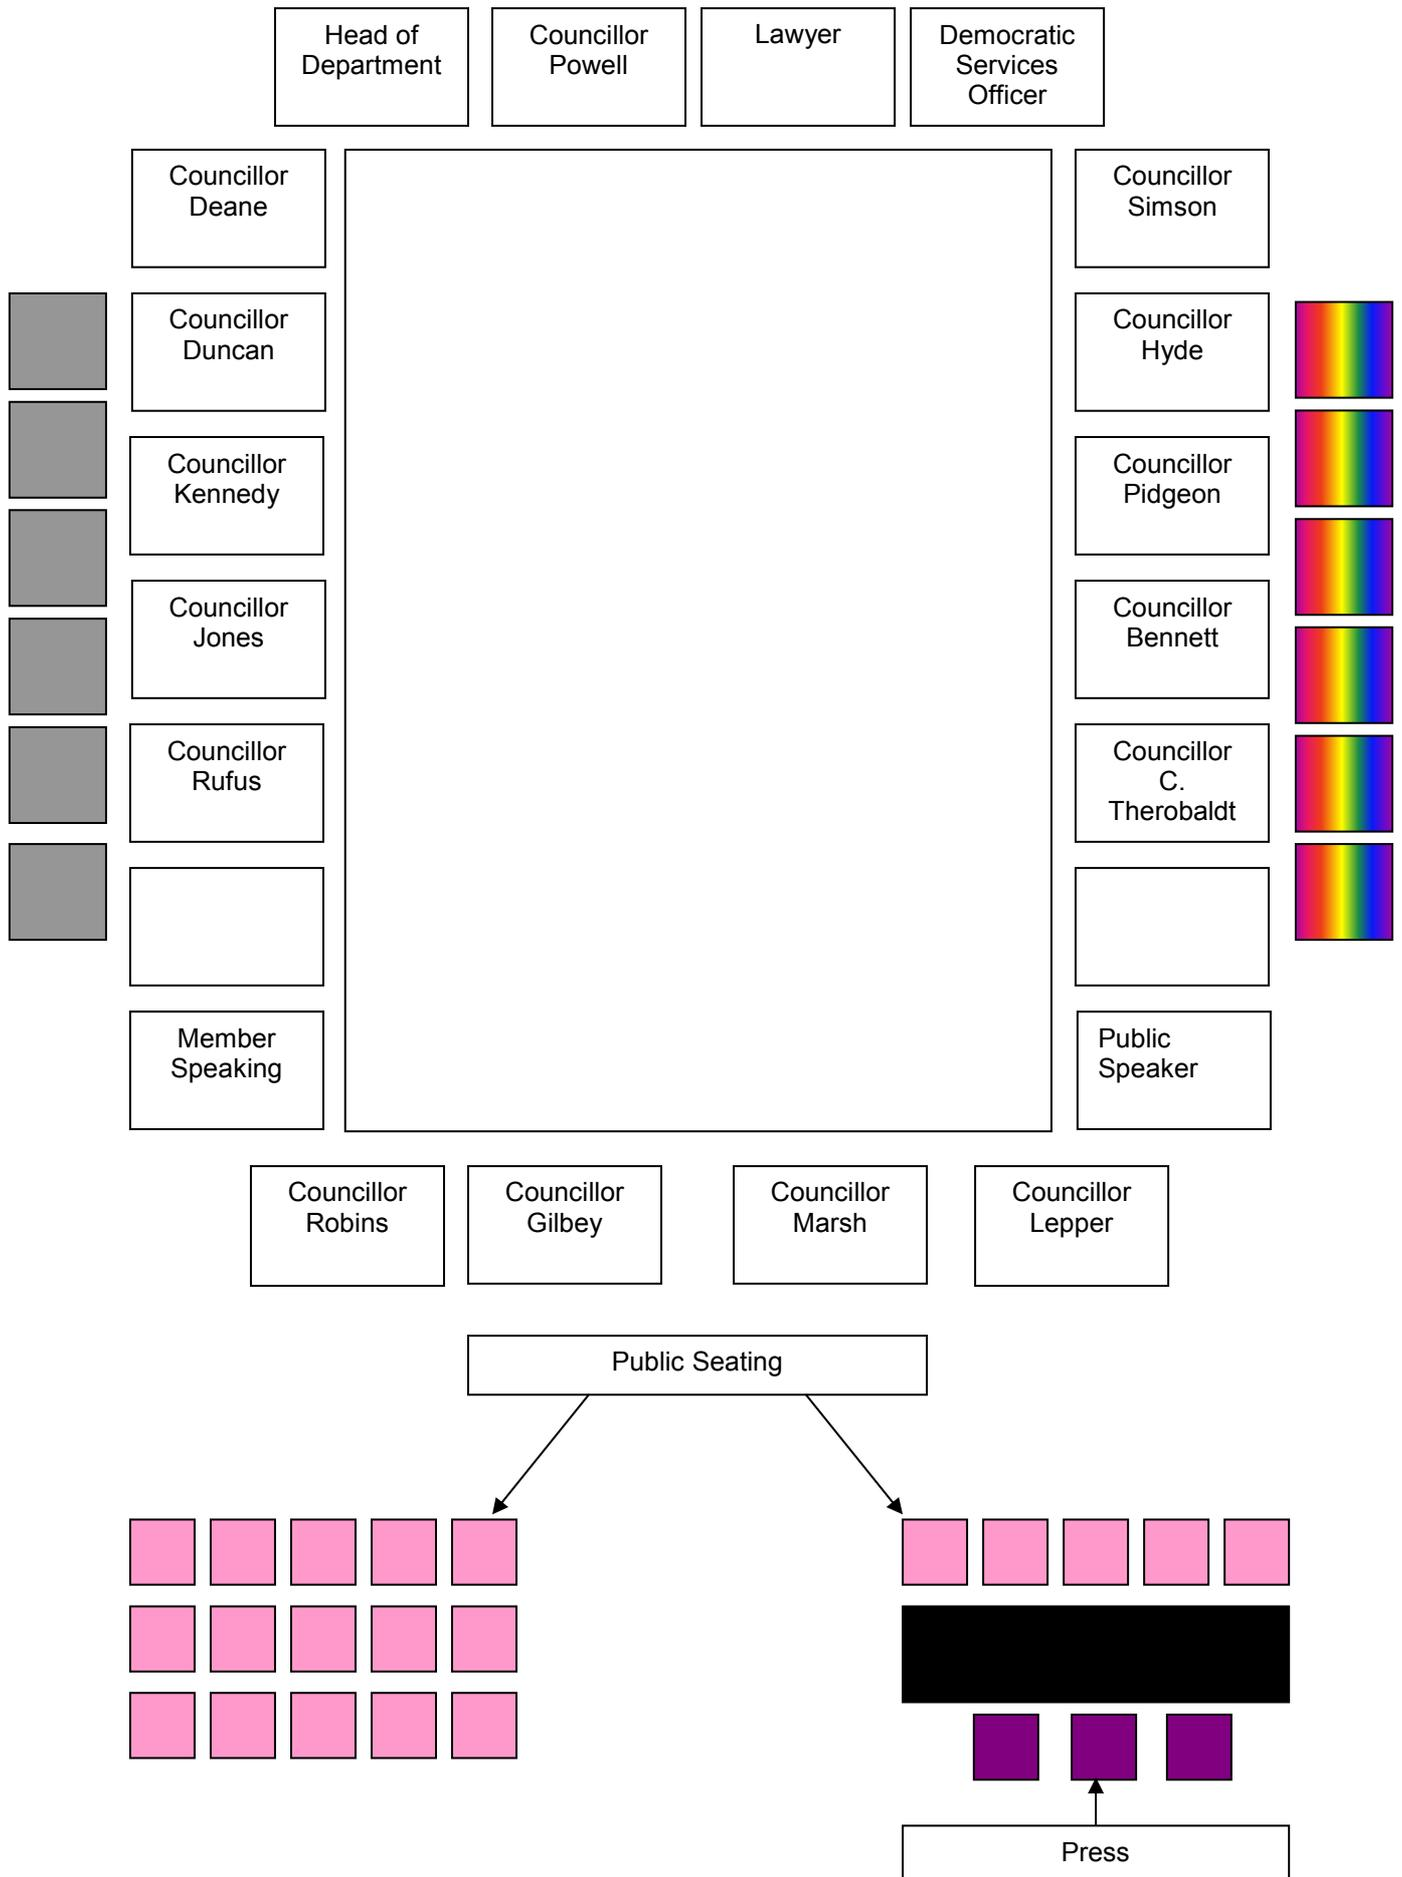 Head of
Department
Councillor
Powell
Lawyer
Democratic
Services
Officer
Councillor
Deane
Councillor
Simson
Councillor
Duncan
Councillor
Hyde
Councillor
Kennedy
Councillor
Pidgeon
Councillor
Jones
Councillor
Bennett
Councillor
Rufus
Councillor
C.
Therobaldt
Member
Speaking
Public
Speaker
Councillor
Robins
Councillor
Gilbey
Councillor
Marsh
Councillor
Lepper
Public Seating
Press